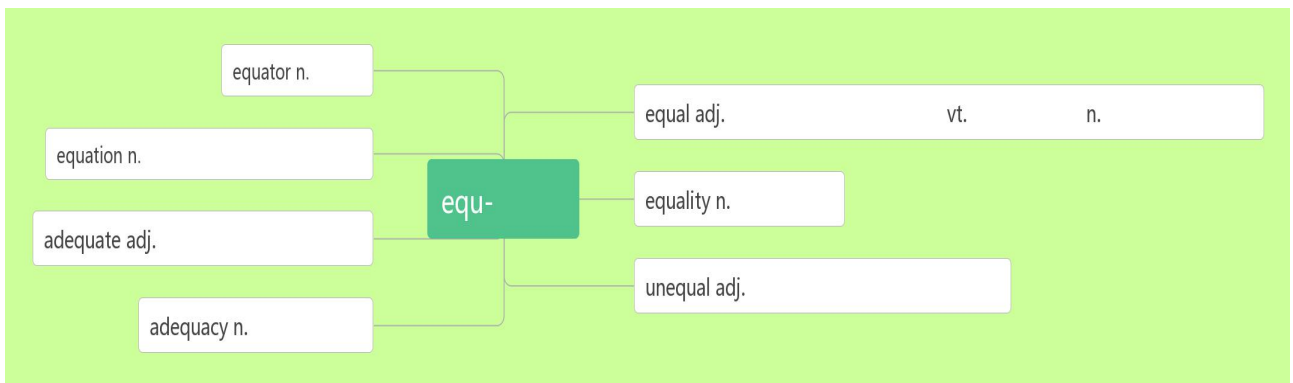 equator n.
equation n.
adequate adj.
adequacy n.
equ-
equal adj. vt. n.
equality n.
unequal adj.